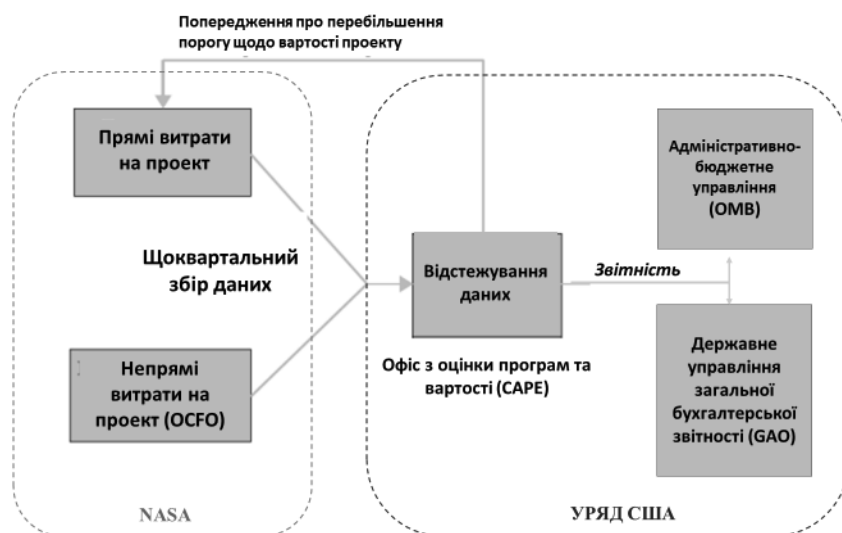 Попередження про перебільшення
порогу щодо вартості проекту
Прямі витрати
на проект
Щоквартальний
збір даних
Непрямі
витрати на
проект (OCFO)
NASA
Відстежування
даних
Офіс з оцінки програм та
вартості (CAPE)
Звітність
Адміністративно-
бюджетне
управління
(OMB)
Державне
управління
загальної
бухгалтерської
звітності (GAO)
УРЯД США